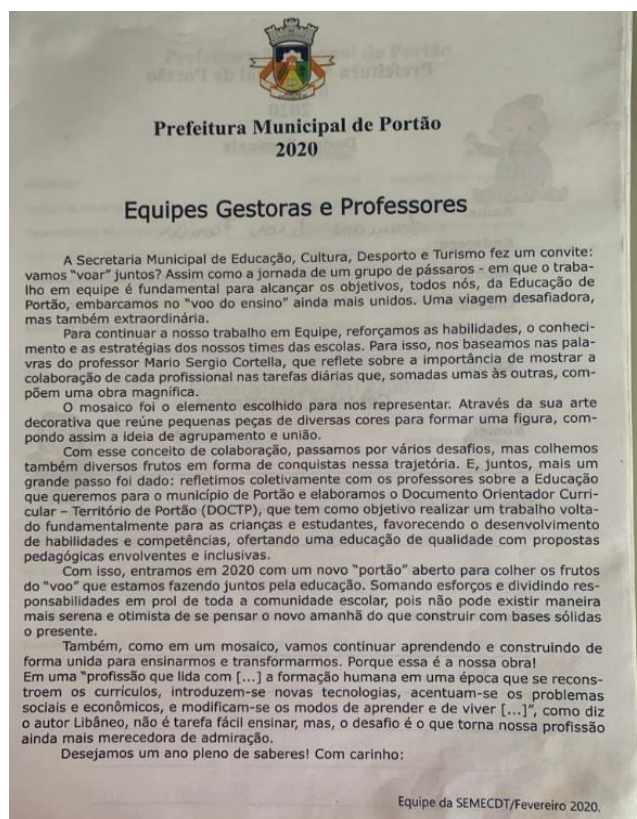 Prefeitura Municipal de Portão
2020
Equipes Gestoras e Professores
A Secretaria Municipal de Educação, Cultura, Desporto e Turismo fez um convite:
vamos "voar" juntos? Assim como a jornada de um grupo de pássaros - em que o traba-
lho em equipe é fundamental para alcançar os objetivos, todos nós, da Educação de
Portão, embarcamos no "voo do ensino" ainda mais unidos. Uma viagem desafiadora,
mas também extraordinária.
Para continuar a nosso trabalho em Equipe, reforçamos as habilidades, o conheci-
mento e as estratégias dos nossos times das escolas. Para isso, nos baseamos nas pala-
vras do professor Mario Sergio Cortella, que reflete sobre a importância de mostrar a
colaboração de cada profissional nas tarefas diárias que, somadas umas às outras, com-
põem uma obra magnífica.
O mosaico foi o elemento escolhido para nos representar. Através da sua arte
decorativa que reúne pequenas peças de diversas cores para formar uma figura, com-
pondo assim a ideia de agrupamento e união.
Com esse conceito de colaboração, passamos por vários desafios, mas colhemos
também diversos frutos em forma de conquistas nessa trajetória. E, juntos, mais um
grande passo foi dado: refletimos coletivamente com os professores sobre a Educação
que queremos para o município de Portão e elaboramos o Documento Orientador Curri-
cular – Território de Portão (DOCTP), que tem como objetivo realizar um trabalho volta-
do fundamentalmente para as crianças e estudantes, favorecendo o desenvolvimento
de habilidades e competências, ofertando uma educação de qualidade com propostas
pedagógicas envolventes e inclusivas.
Com isso, entramos em 2020 com um novo "portão" aberto para colher os frutos
do "voo" que estamos fazendo juntos pela educação. Somando esforços e dividindo res-
ponsabilidades em prol de toda a comunidade escolar, pois não pode existir maneira
mais serena e otimista de se pensar o novo amanhã do que construir com bases sólidas
o presente.
Também, como em um mosaico, vamos continuar aprendendo e construindo de
forma unida para ensinarmos e transformarmos. Porque essa é a nossa obra!
Em uma "profissão que lida com [...] a formação humana em uma época que se recons-
troem os currículos, introduzem-se novas tecnologias, acentuam-se os problemas
sociais e econômicos, e modificam-se os modos de aprender e de viver [...]", como diz
o autor Libâneo, não é tarefa fácil ensinar, mas, o desafio é o que torna nossa profissão
ainda mais merecedora de admiração.
Desejamos um ano pleno de saberes! Com carinho:
Equipe da SEMECDT/Fevereiro 2020.